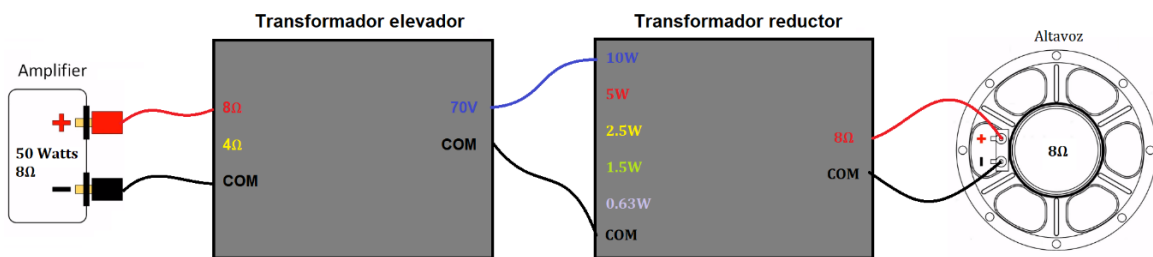 Transformador elevador
Transformador reductor
Altavoz
Amplifier
+
50 Watts
8Ω
−
8Ω
4Ω
COM
70V
COM
10W
5W
2.5W
1.5W
0.63W
COM
8Ω
COM
+
-
8Ω